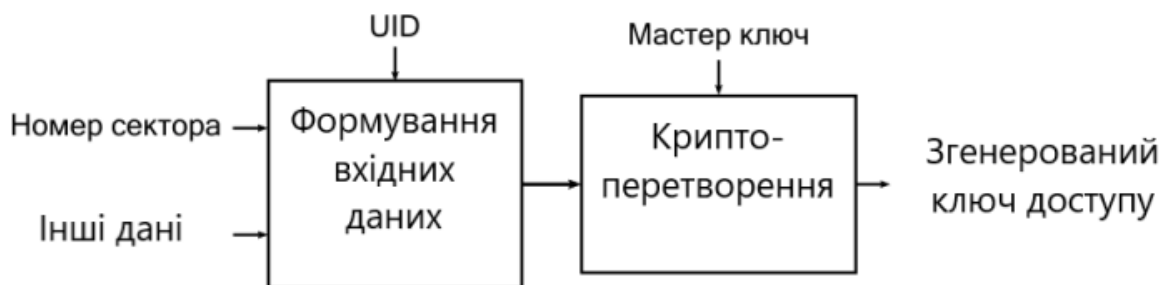 UID
Мастер ключ
Номер сектора
Формування
вхідних
даних
Крипто-
перетворення
Згенерований
ключ доступу
Інші дані